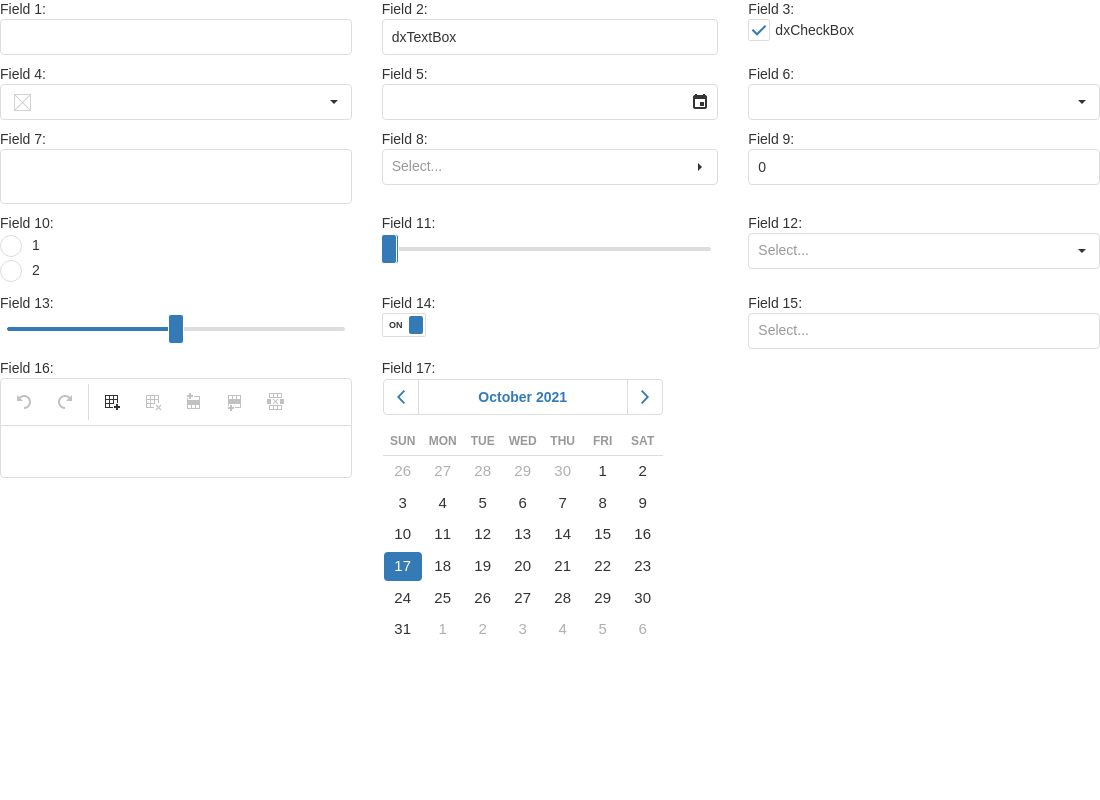 Field 1:
Field 2:
Field 3:
dxTextBox
dxCheckBox
Field 4:
Field 5:
Field 6:
Field 7:
Field 8:
Field 9:
Select...
0
Field 10:
Field 11:
Field 12:
1
Select...
2
Field 13:
Field 14:
Field 15:
ON
Select...
Field 16:
Field 17:
October 2021
SUN MON TUE WED THU FRI SAT
26 27 28 29 30 1 2
3 4 5 6 7 8 9
10 11 12 13 14 15 16
17 18 19 20 21 22 23
24 25 26 27 28 29 30
31 1 2 3 4 5 6